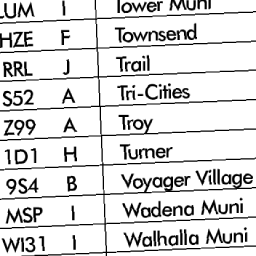 I Tower Muni
HZE F Townsend
RRL J Trail
S52 A Tri-Cities
Z99 A Troy
1D1 H Turner
9S4 B Voyager Village
MSP I Wadena Muni
WI31 I Walhalla Muni